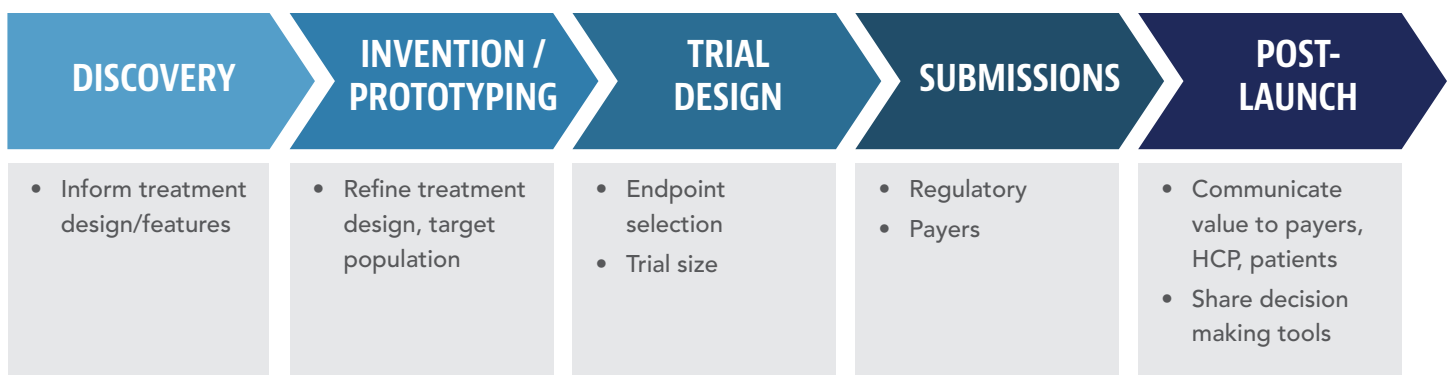 DISCOVERY
INVENTION /
PROTOTYPING
TRIAL
DESIGN
SUBMISSIONS
POST-
LAUNCH
• Inform treatment
design/features
• Refine treatment
design, target
population
• Endpoint
selection
• Trial size
• Regulatory
• Payers
• Communicate
value to payers,
HCP, patients
• Share decision
making tools